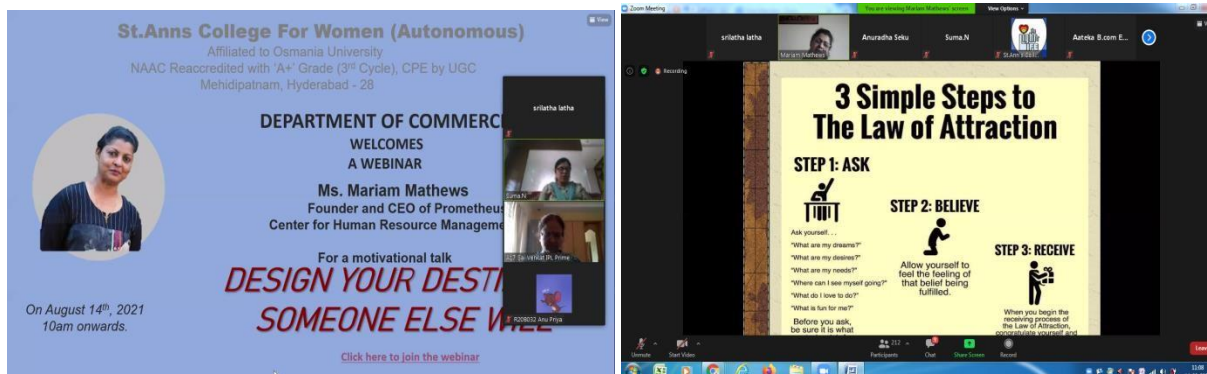 St.Anns College For Women (Autonomous)
Affiliated to Osmania University
NAAC Reaccredited with 'A+' Grade (3rd Cycle), CPE by UGC
Mehidipatnam, Hyderabad - 28
View
DEPARTMENT OF COMMERC
WELCOMES
A WEBINAR
Ms. Mariam Mathews
Founder and CEO of Prometheus
Center for Human Resource Manageme
For a motivational talk
DESIGN YOUR DESTI
SOMEONE ELSE WILL
On August 14th, 2021
10am onwards.
Click here to join the webinar
srilatha latha
Suma.N
R208032 Anu Priya
Zoom Meeting
You are viewing Mariam Mathews' screen
View Options
srilatha latha
Mariam Mathews
Anuradha Seku
Suma.N
Aateka B.com E...
Recording
3 Simple Steps to
The Law of Attraction
STEP 1: ASK
Ask yourself. . .
"What are my dreams?"
"What are my desires?"
"What are my needs?"
"Where can I see myself going?"
"What do I love to do?"
"What is fun for me?"
Before you ask,
be sure it is what
STEP 2: BELIEVE
Allow yourself to
feel the feeling of
that belief being
fulfilled.
STEP 3: RECEIVE
When you begin the
receiving process of
the Law of Attraction,
congratulate yourself and
Unmute
Start Video
212
Participants
Chat
Share Screen
Record
Leave
11:08